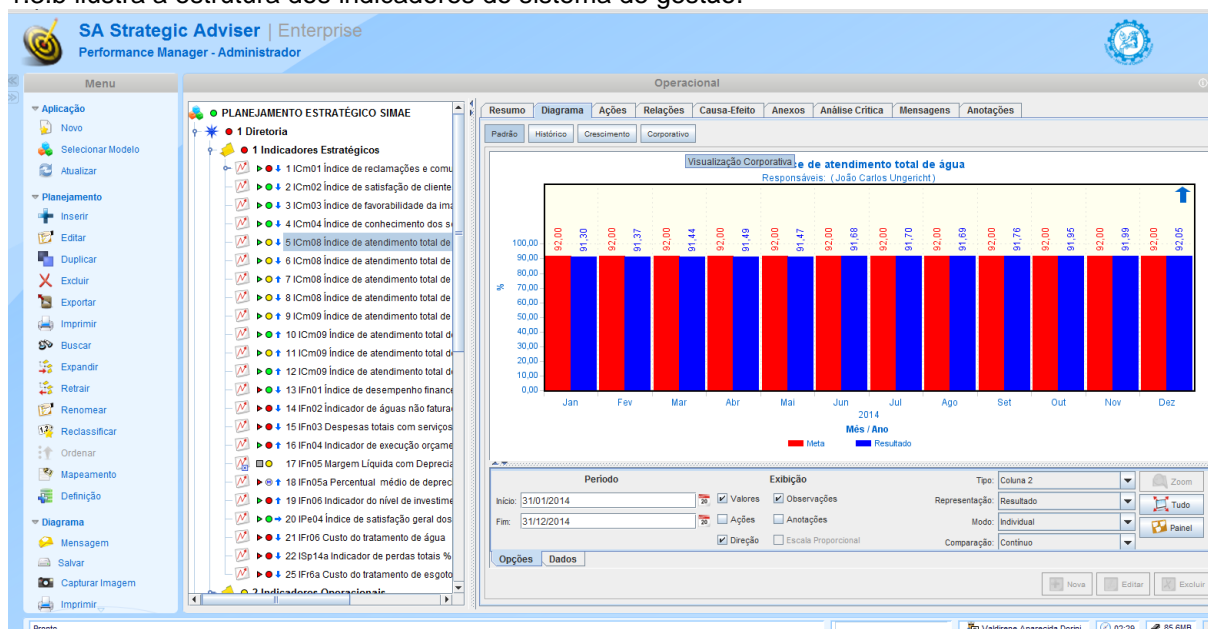 SA Strategic Adviser | Enterprise
Performance Manager - Administrador
Menu
Aplicação
Novo
Selecionar Modelo
Atualizar
Planejamento
Inserir
Editar
Duplicar
Excluir
Exportar
Imprimir
Buscar
Expandir
Retrair
Renomear
Reclassificar
Ordenar
Mapeamento
Definição
Diagrama
Mensagem
Salvar
Capturar Imagem
Imprimir
Operacional
PLANEJAMENTO ESTRATÉGICO SIMAE
1 Diretoria
1 Indicadores Estratégicos
1 ICm01 Índice de reclamações e comu
2 ICm02 Índice de satisfação de cliente
3 ICm03 Índice de favorabilidade da ima
4 ICm04 Índice de conhecimento dos s
5 ICm08 Índice de atendimento total de
6 ICm08 Índice de atendimento total de
7 ICm08 Índice de atendimento total de
8 ICm08 Índice de atendimento total de
9 ICm09 Índice de atendimento total de
10 ICm09 Índice de atendimento total d
11 ICm09 Índice de atendimento total d
12 ICm09 Índice de atendimento total d
13 IFn01 Índice de desempenho finance
14 IFn02 Indicador de águas não fatura
15 IFn03 Despesas totais com serviços
16 IFn04 Indicador de execução orçame
17 IFn05 Margem Líquida com Deprecia
18 IFn05a Percentual médio de deprec
19 IFn06 Indicador do nível de investime
20 IPe04 Índice de satisfação geral dos
21 IFr06 Custo do tratamento de água
22 ISp14a Indicador de perdas totais %
25 IFr6a Custo do tratamento de esgoto
2 Indicadores Operacionais
Resumo Diagrama Ações Relações Causa-Efeito Anexos Análise Crítica Mensagens Anotações
Padrão Histórico Crescimento Corporativo
Visualização Corporativa e de atendimento total de água
Responsáveis: (João Carlos Ungericht)
92,00 91,30 92,00 91,37 92,00 91,44 92,00 91,49 92,00 91,47 92,00 91,68 92,00 91,70 92,00 91,69 92,00 91,76 92,00 91,95 92,00 91,99 92,00 92,05
100,00
90,00
80,00
70,00
60,00
50,00
40,00
30,00
20,00
10,00
0,00
%
Jan Fev Mar Abr Mai Jun Jul Ago Set Out Nov Dez
2014
Mês / Ano
Meta Resultado
Período Exibição
Início: 31/01/2014
Fim: 31/12/2014
Valores Observações
Ações Anotações
Direção Escala Proporcional
Tipo: Coluna 2
Representação: Resultado
Modo: Individual
Comparação: Contínuo
Zoom
Tudo
Painel
Opções Dados
Nova Editar Excluir
02:29 85,6MB